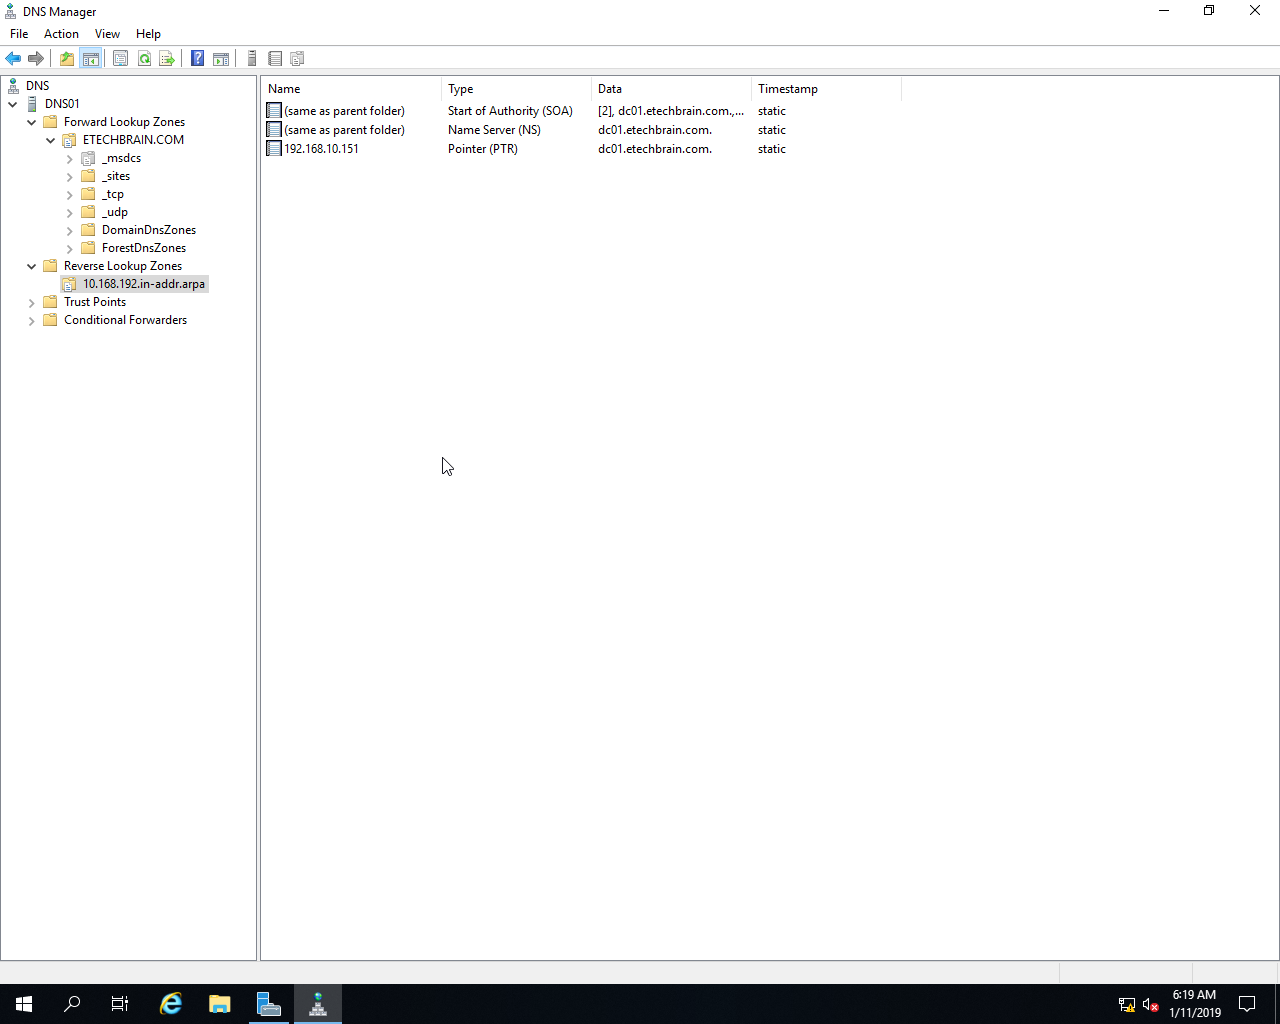 DNS Manager
File Action View Help
DNS
DNS01
Forward Lookup Zones
ETECHBRAIN.COM
_msdcs
_sites
_tcp
_udp
DomainDnsZones
ForestDnsZones
Reverse Lookup Zones
10.168.192.in-addr.arpa
Trust Points
Conditional Forwarders
Name Type Data Timestamp
(same as parent folder) Start of Authority (SOA) [2], dc01.etechbrain.com.,... static
(same as parent folder) Name Server (NS) dc01.etechbrain.com. static
192.168.10.151 Pointer (PTR) dc01.etechbrain.com. static
6:19 AM
1/11/2019